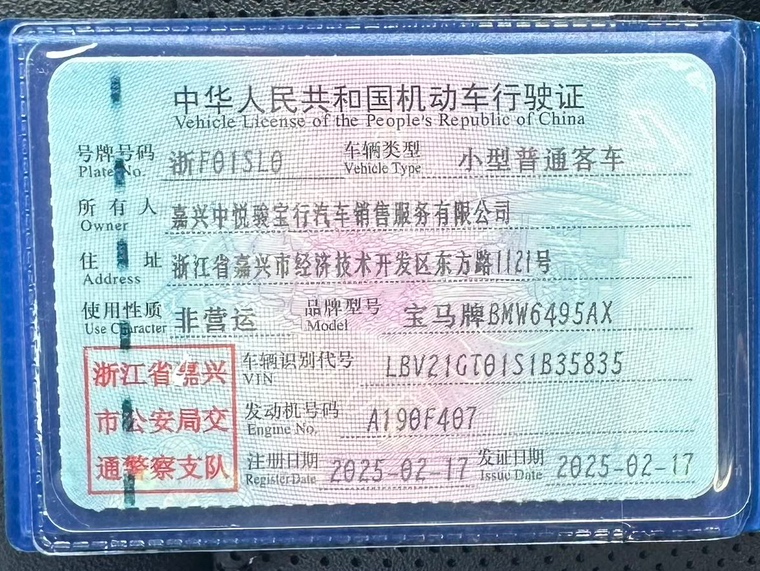 中华人民共和国机动车行驶证
Vehicle License of the People's Republic of China
号牌号码 浙F01SL0 车辆类型 小型普通客车
Plate No. Vehicle Type
所有人 嘉兴中悦骏宝行汽车销售服务有限公司
Owner
住址 浙江省嘉兴市经济技术开发区东方路1121号
Address
使用性质 非营运 品牌型号 宝马牌BMW6495AX
Use Character Model
浙江省嘉兴市公安局交通警察支队
车辆识别代号 LBV21GT01S1B35835
VIN
发动机号码 A190F407
Engine No.
注册日期 2025-02-17 发证日期 2025-02-17
Register Date Issue Date